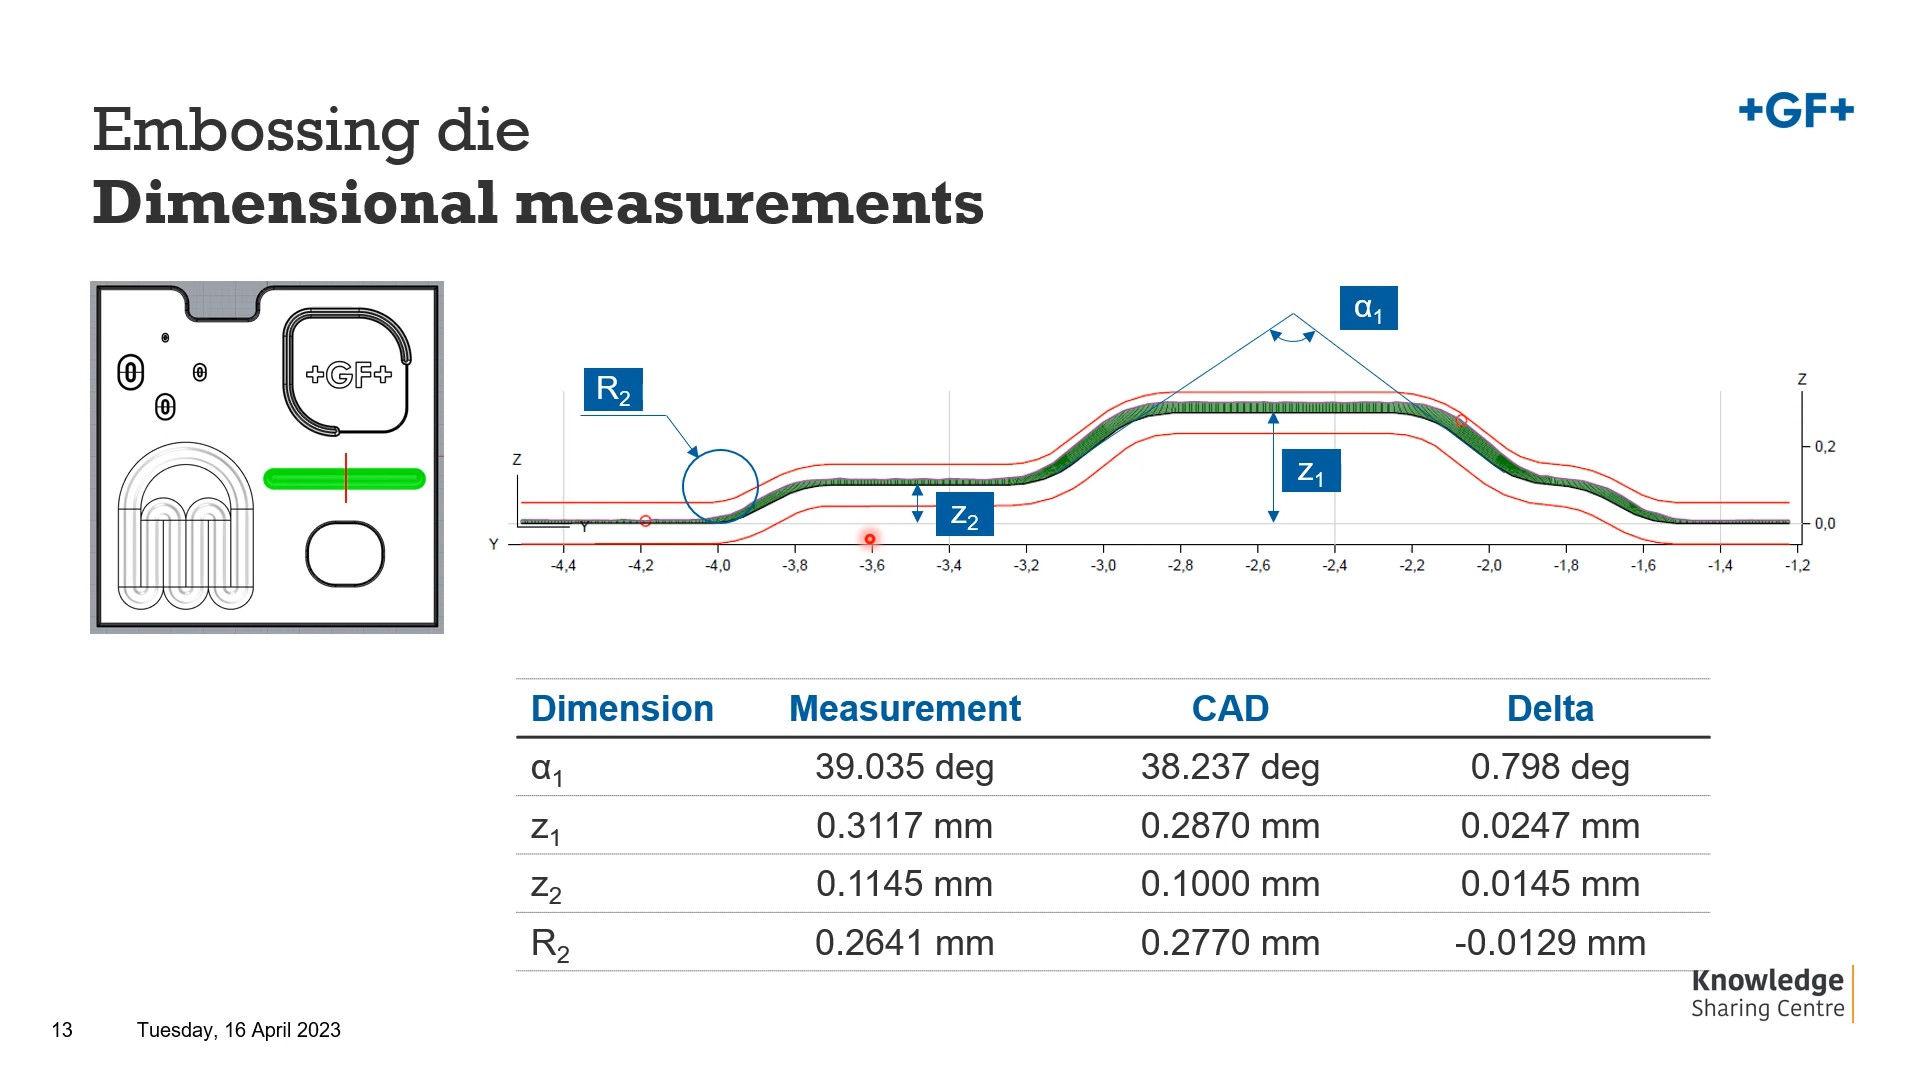 Embossing die
Dimensional measurements
+GF+
+GF+
0
0
0
0
α1
R2
z1
z2
Z
Z
Y
Y
0,2
0,0
-4,4 -4,2 -4,0 -3,8 -3,6 -3,4 -3,2 -3,0 -2,8 -2,6 -2,4 -2,2 -2,0 -1,8 -1,6 -1,4 -1,2
Dimension Measurement CAD Delta
α1 39.035 deg 38.237 deg 0.798 deg
z1 0.3117 mm 0.2870 mm 0.0247 mm
z2 0.1145 mm 0.1000 mm 0.0145 mm
R2 0.2641 mm 0.2770 mm -0.0129 mm
Knowledge
Sharing Centre
13 Tuesday, 16 April 2023